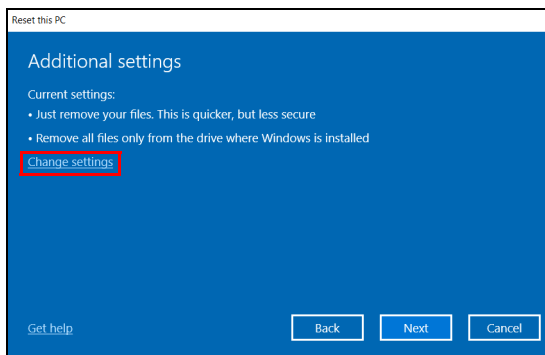 Reset this PC
Additional settings
Current settings:
• Just remove your files. This is quicker, but less secure
• Remove all files only from the drive where Windows is installed
Change settings
Get help
Back
Next
Cancel